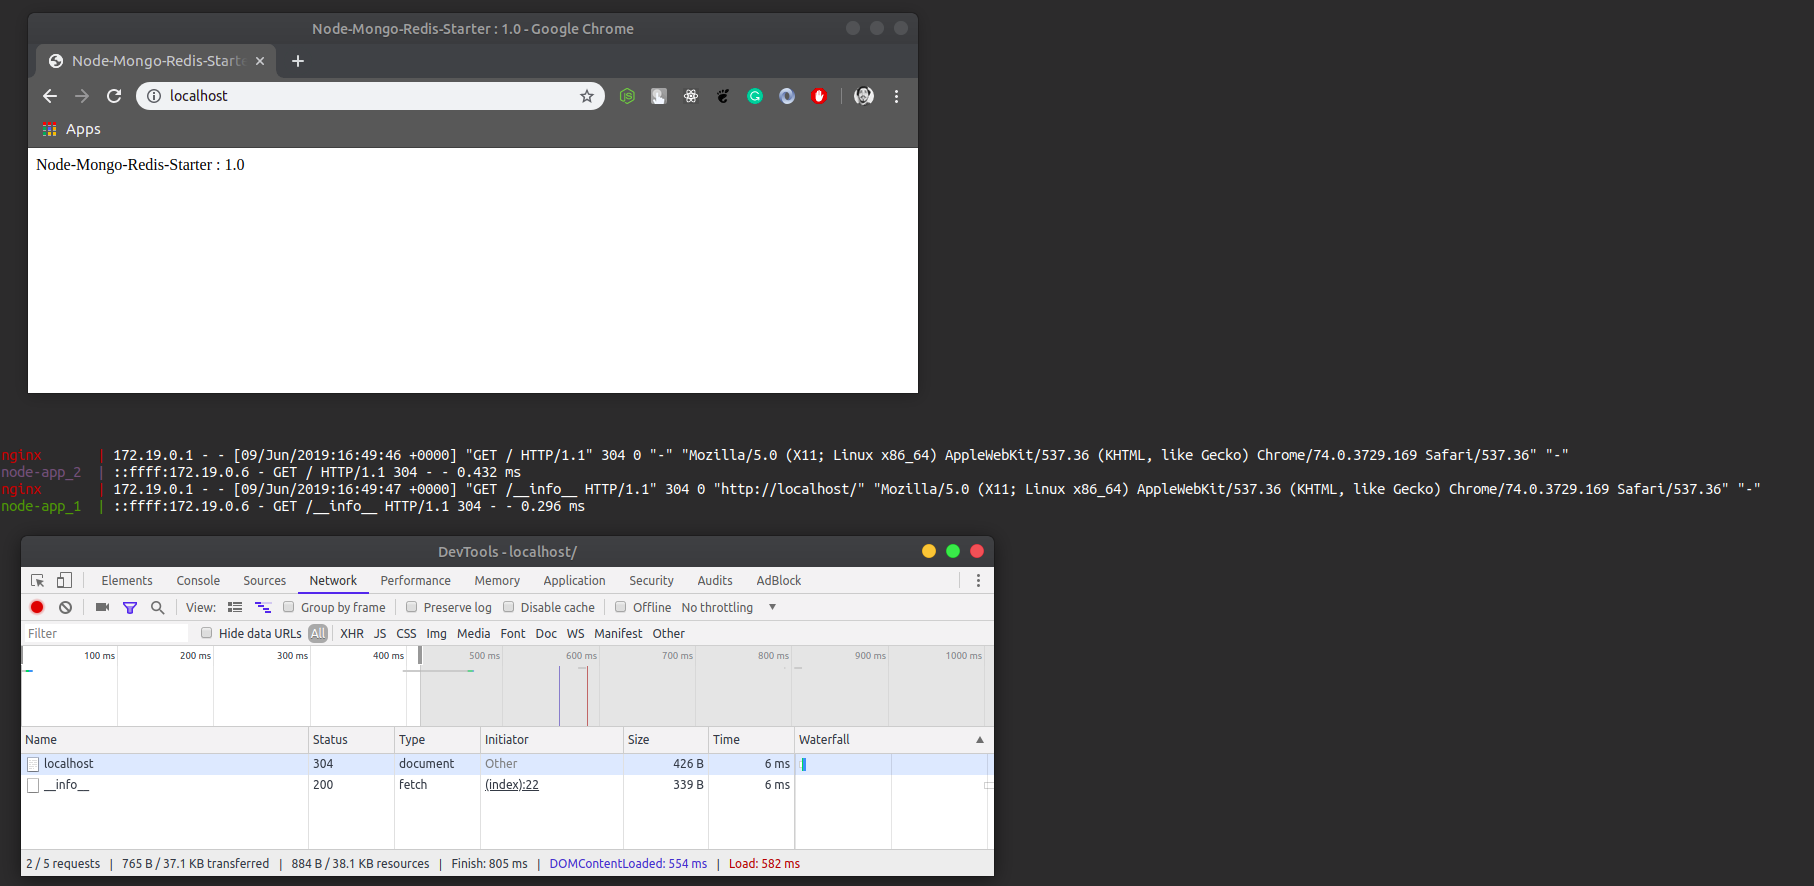 Node-Mongo-Redis-Starter : 1.0 - Google Chrome
Node-Mongo-Redis-Starte
localhost
Apps
Node-Mongo-Redis-Starter : 1.0
nginx | 172.19.0.1 - - [09/Jun/2019:16:49:46 +0000] "GET / HTTP/1.1" 304 0 "-" "Mozilla/5.0 (X11; Linux x86_64) AppleWebKit/537.36 (KHTML, like Gecko) Chrome/74.0.3729.169 Safari/537.36" "-"
node-app_2 | ::ffff:172.19.0.6 - GET / HTTP/1.1 304 - - 0.432 ms
nginx | 172.19.0.1 - - [09/Jun/2019:16:49:47 +0000] "GET /__info__ HTTP/1.1" 304 0 "http://localhost/" "Mozilla/5.0 (X11; Linux x86_64) AppleWebKit/537.36 (KHTML, like Gecko) Chrome/74.0.3729.169 Safari/537.36" "-"
node-app_1 | ::ffff:172.19.0.6 - GET /__info__ HTTP/1.1 304 - - 0.296 ms
DevTools - localhost/
Elements Console Sources Network Performance Memory Application Security Audits AdBlock
View: Group by frame Preserve log Disable cache Offline No throttling
Filter Hide data URLs All XHR JS CSS Img Media Font Doc WS Manifest Other
100 ms 200 ms 300 ms 400 ms 500 ms 600 ms 700 ms 800 ms 900 ms 1000 ms
Name Status Type Initiator Size Time Waterfall
localhost 304 document Other 426 B 6 ms
__info__ 200 fetch (index):22 339 B 6 ms
2 / 5 requests | 765 B / 37.1 KB transferred | 884 B / 38.1 KB resources | Finish: 805 ms | DOMContentLoaded: 554 ms | Load: 582 ms